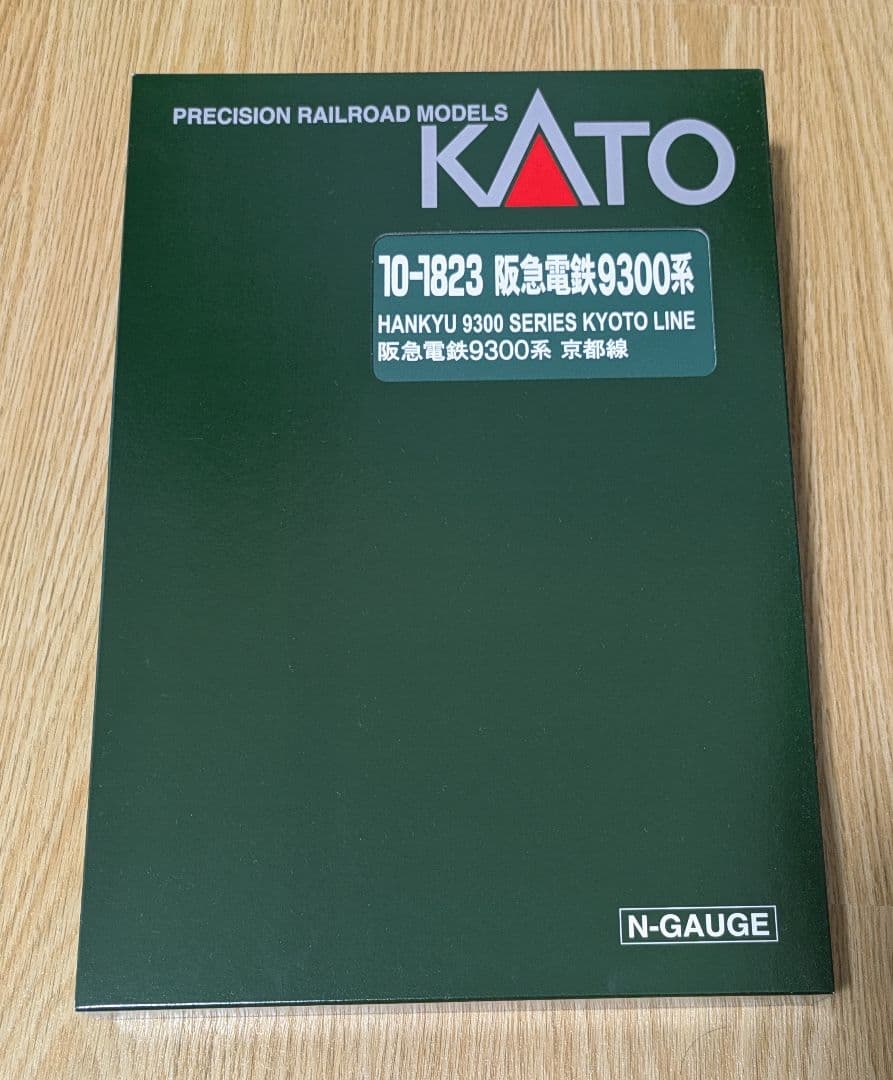 PRECISION RAILROAD MODELS
KATO
10-1823 阪急電鉄9300系
HANKYU 9300 SERIES KYOTO LINE
阪急電鉄9300系 京都線
N-GAUGE